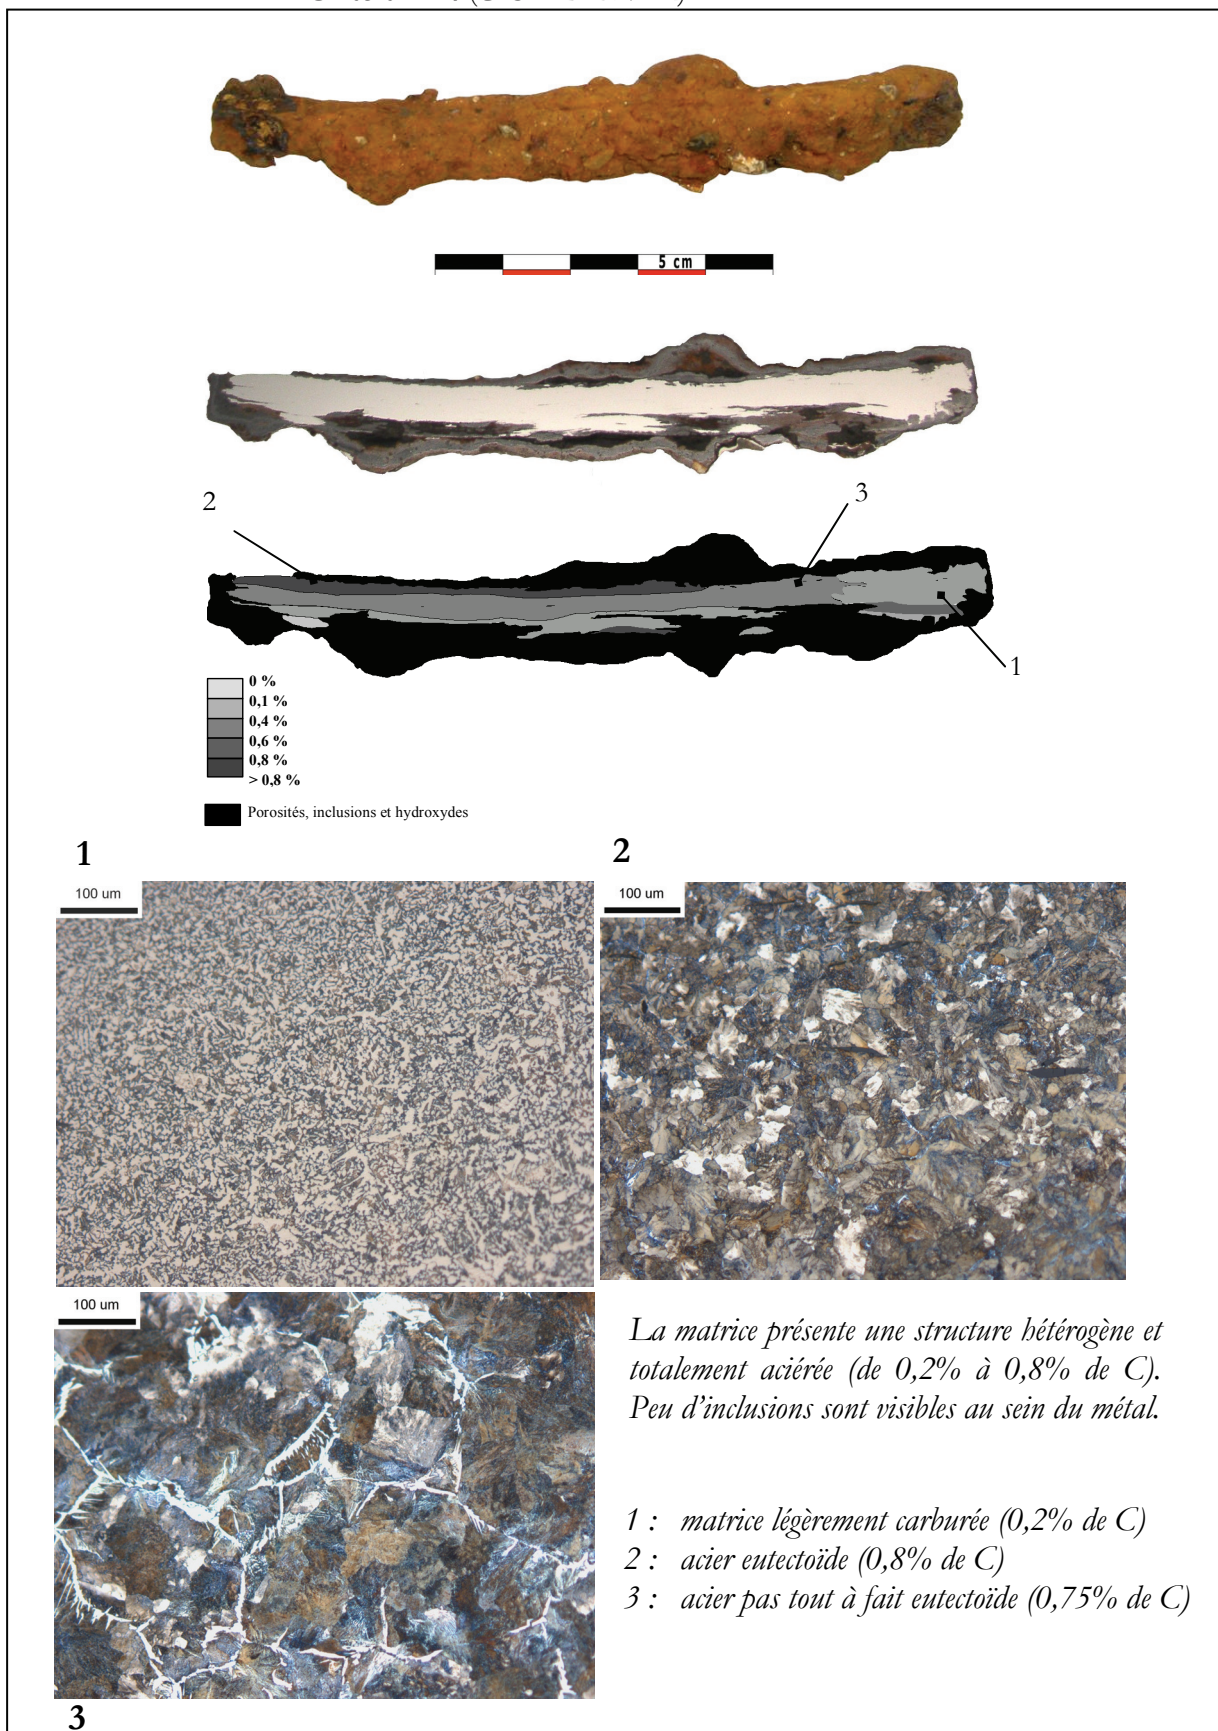 5 cm
2
3
1
0 %
0,1 %
0,4 %
0,6 %
0,8 %
> 0,8 %
Porosités, inclusions et hydroxydes
1
2
100 um
100 um
100 um
La matrice présente une structure hétérogène et
totalement aciérée (de 0,2% à 0,8% de C).
Peu d'inclusions sont visibles au sein du métal.
1 : matrice légèrement carburée (0,2% de C)
2 : acier eutectoïde (0,8% de C)
3 : acier pas tout à fait eutectoïde (0,75% de C)
3